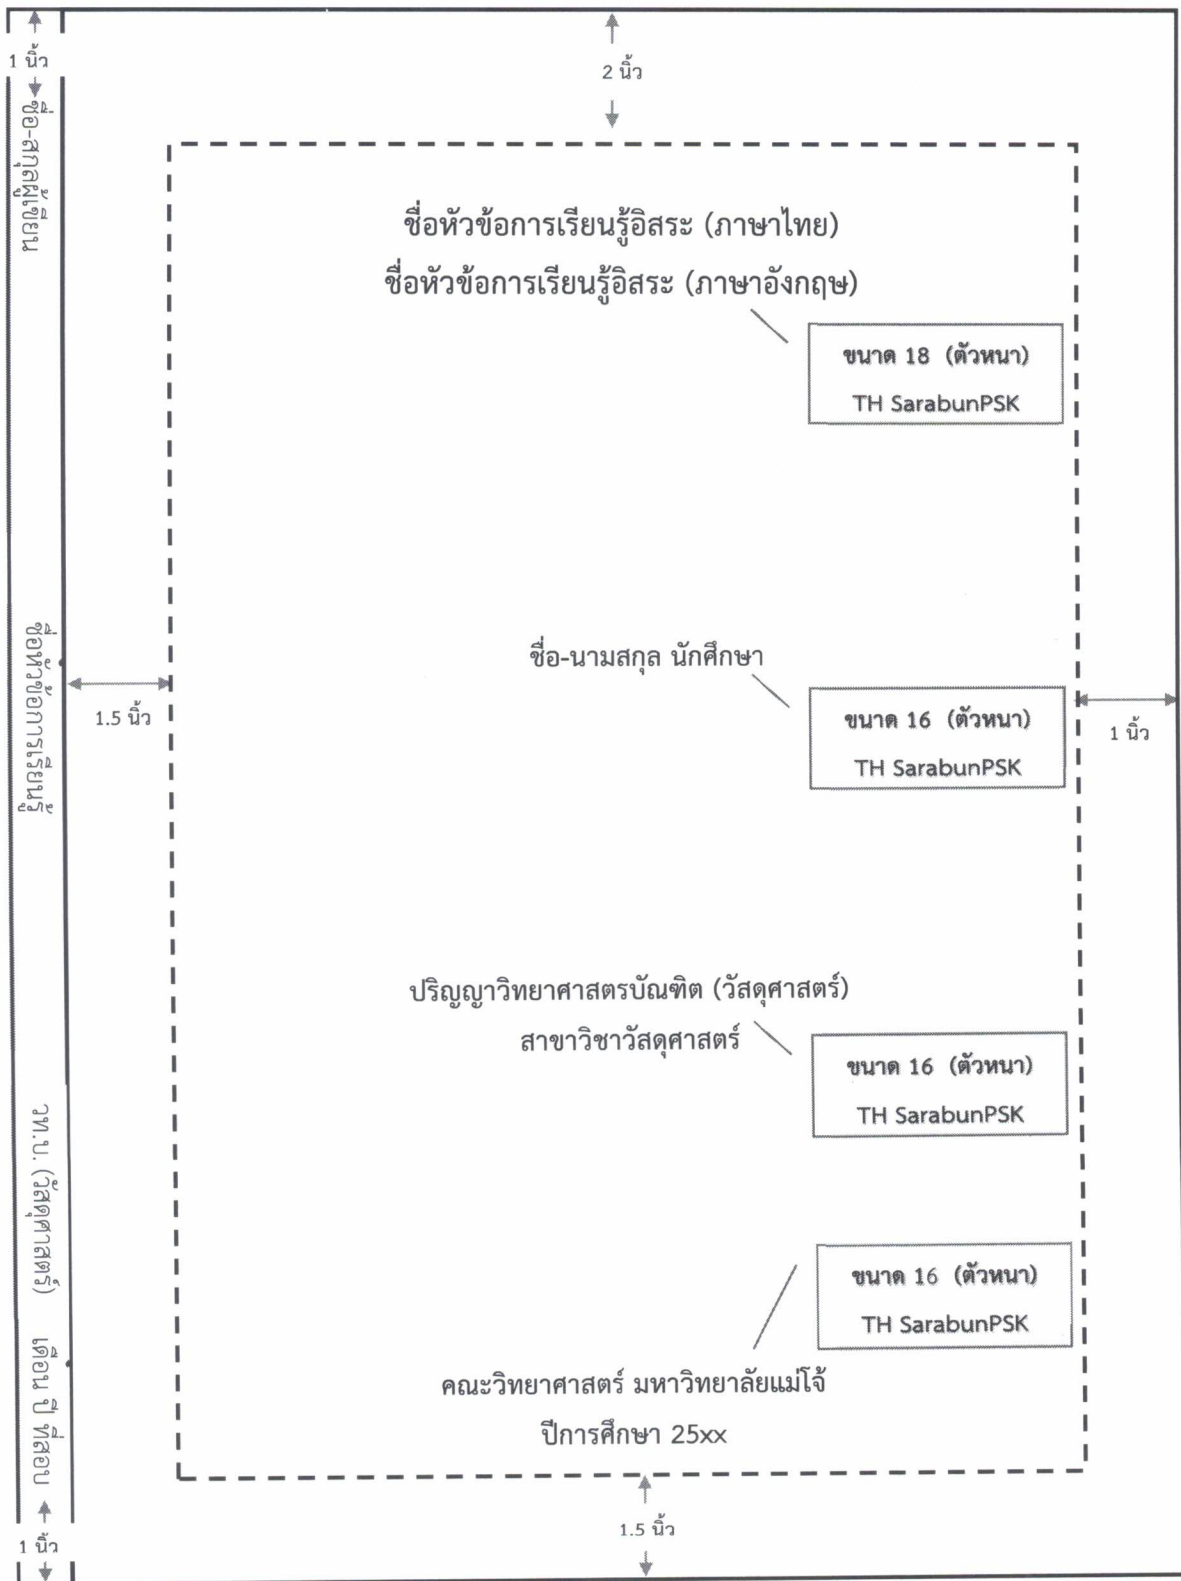 1 นิ้ว
2 นิ้ว
ชื่อ-สกุลผู้เขียน
ชื่อหัวข้อการเรียนรู้อิสระ (ภาษาไทย)
ชื่อหัวข้อการเรียนรู้อิสระ (ภาษาอังกฤษ)
ขนาด 18 (ตัวหนา)
TH SarabunPSK
ชื่อหัวข้อการเรียนรู้
ชื่อ-นามสกุล นักศึกษา
1.5 นิ้ว
ขนาด 16 (ตัวหนา)
TH SarabunPSK
1 นิ้ว
ปริญญาวิทยาศาสตรบัณฑิต (วัสดุศาสตร์)
สาขาวิชาวัสดุศาสตร์
ขนาด 16 (ตัวหนา)
TH SarabunPSK
วท.บ. (วัสดุศาสตร์) เดือน ปี ที่สอบ
ขนาด 16 (ตัวหนา)
TH SarabunPSK
คณะวิทยาศาสตร์ มหาวิทยาลัยแม่โจ้
ปีการศึกษา 25xx
1.5 นิ้ว
1 นิ้ว